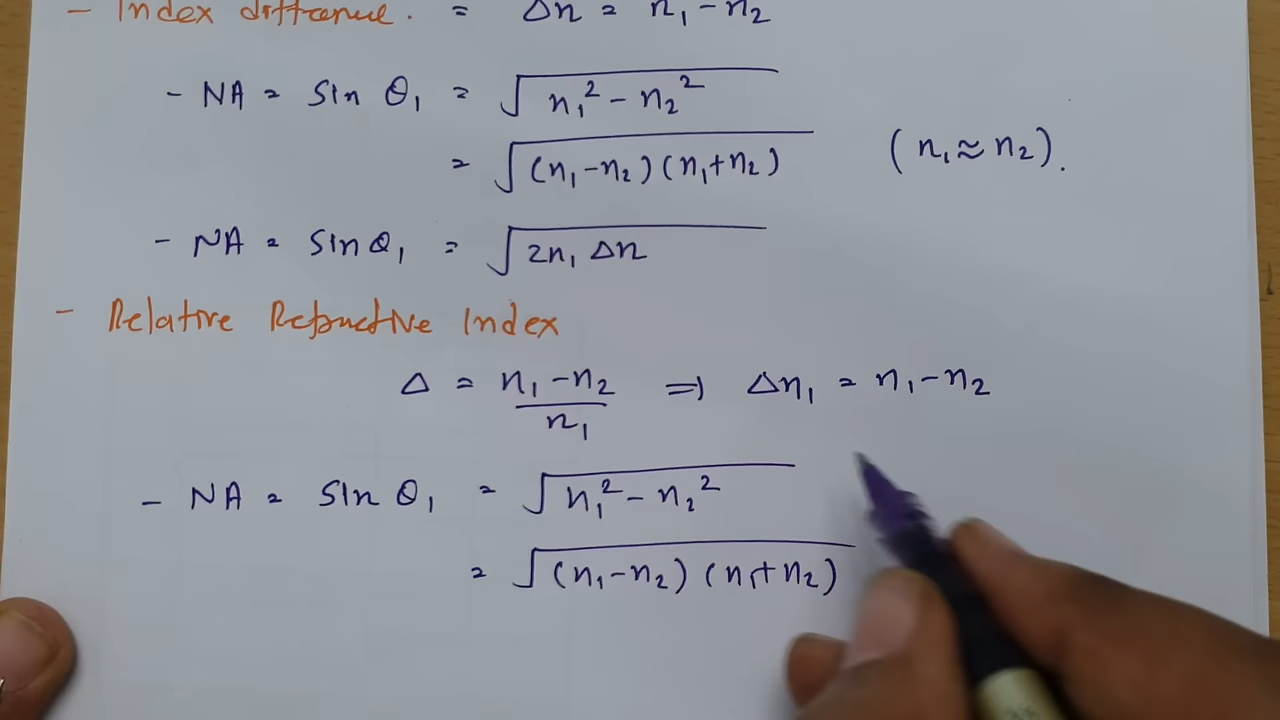 - Index difference. = Δn = n₁ - n₂
- NA = Sin θ₁ = √(n₁² - n₂²)
= √((n₁-n₂)(n₁+n₂)) (n₁≈n₂).
- NA = Sin θ₁ = √(2n₁ Δn)
- Relative Refractive Index
Δ = (n₁ - n₂)/n₁ ⇒ Δn₁ = n₁ - n₂
- NA = Sin θ₁ = √(n₁² - n₂²)
= √((n₁-n₂)(n₁+n₂))